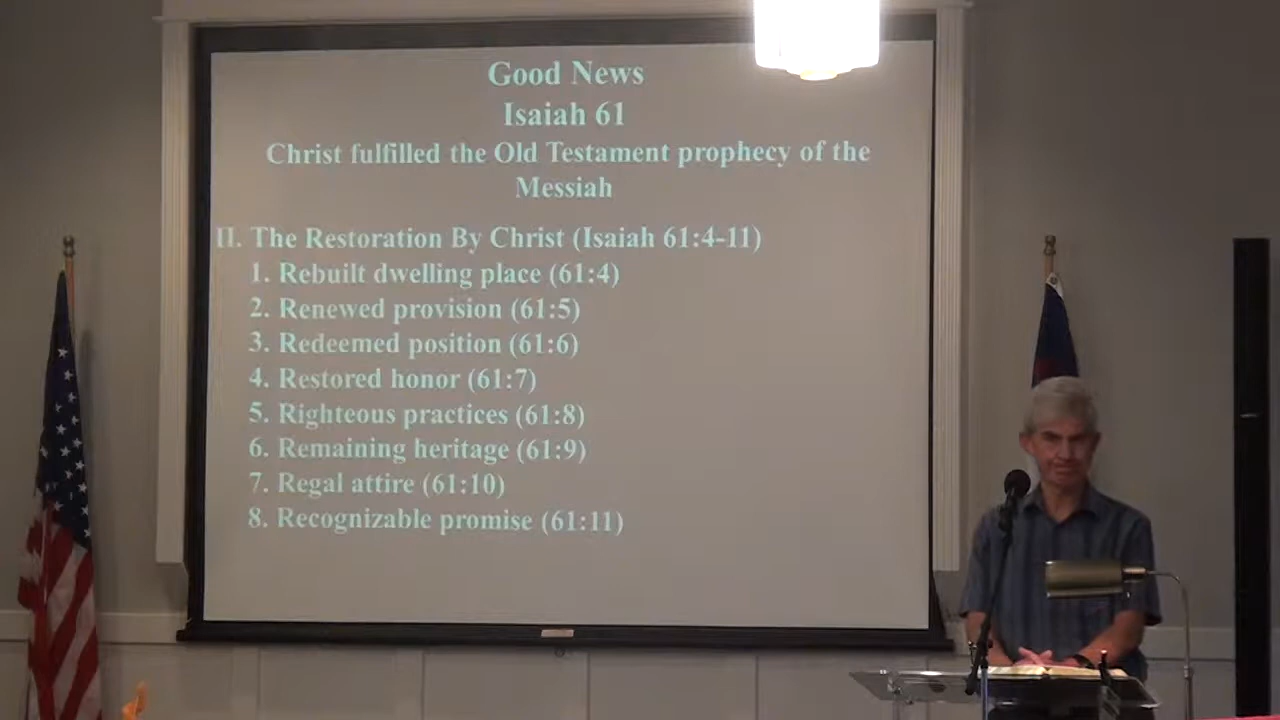 Good News
Isaiah 61
Christ fulfilled the Old Testament prophecy of the
Messiah
II. The Restoration By Christ (Isaiah 61:4-11)
1. Rebuilt dwelling place (61:4)
2. Renewed provision (61:5)
3. Redeemed position (61:6)
4. Restored honor (61:7)
5. Righteous practices (61:8)
6. Remaining heritage (61:9)
7. Regal attire (61:10)
8. Recognizable promise (61:11)